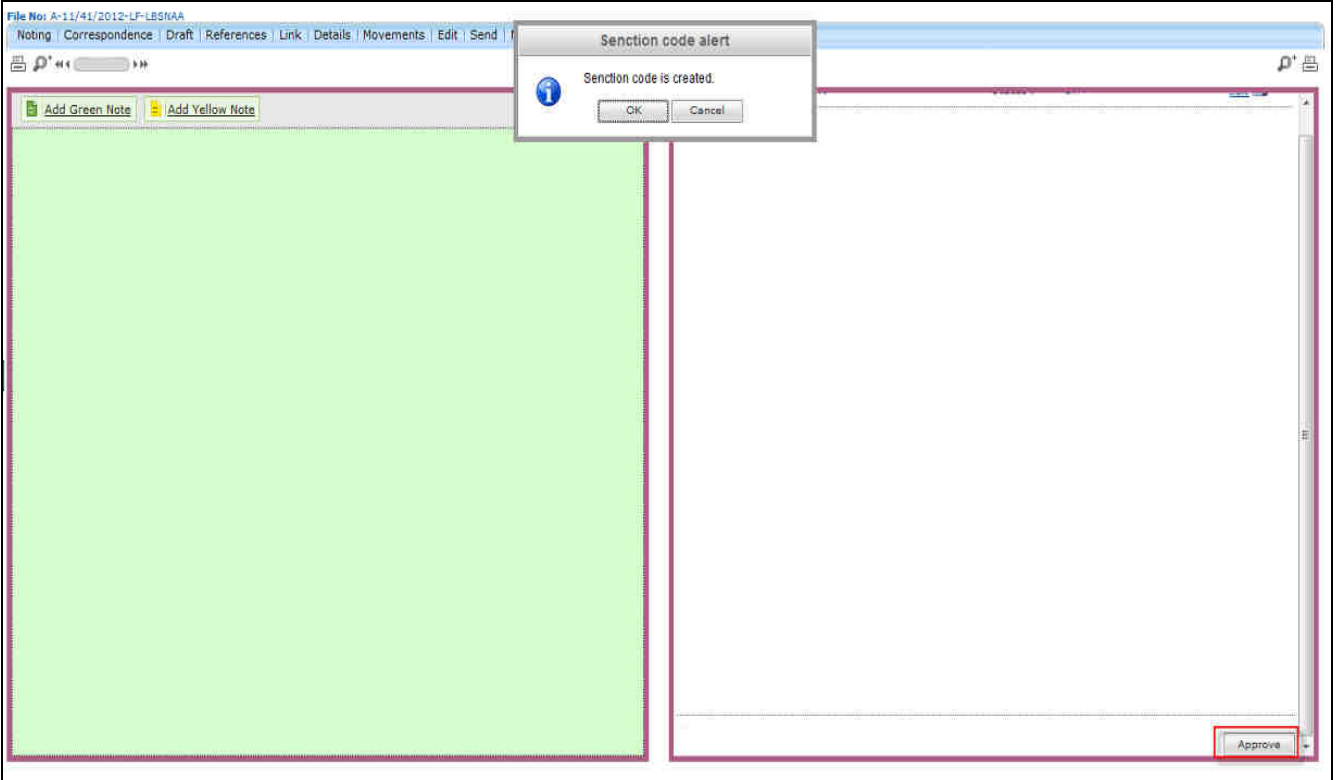 File No: A-11/41/2012-LF-LBSNAA
Noting | Correspondence | Draft | References | Link | Details | Movements | Edit | Send |
Senction code alert
Senction code is created.
OK Cancel
Add Green Note Add Yellow Note
Approve